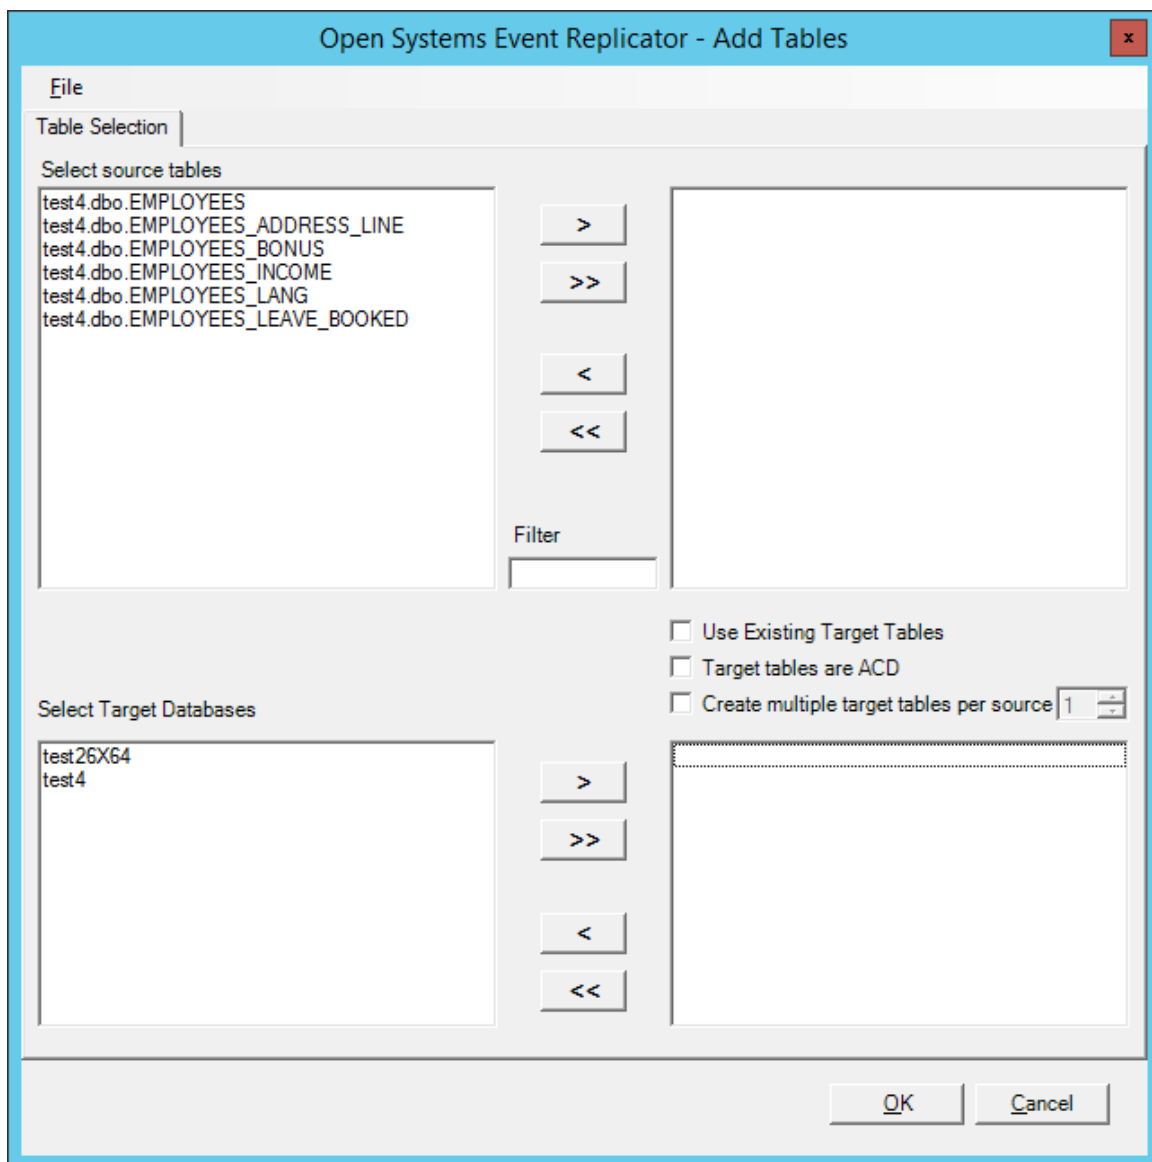 Open Systems Event Replicator - Add Tables
x
File
Table Selection
Select source tables
test4.dbo.EMPLOYEES
test4.dbo.EMPLOYEES_ADDRESS_LINE
test4.dbo.EMPLOYEES_BONUS
test4.dbo.EMPLOYEES_INCOME
test4.dbo.EMPLOYEES_LANG
test4.dbo.EMPLOYEES_LEAVE_BOOKED
>
>>
<
<<
Filter
Use Existing Target Tables
Target tables are ACD
Create multiple target tables per source 1
Select Target Databases
test26X64
test4
>
>>
<
<<
OK
Cancel